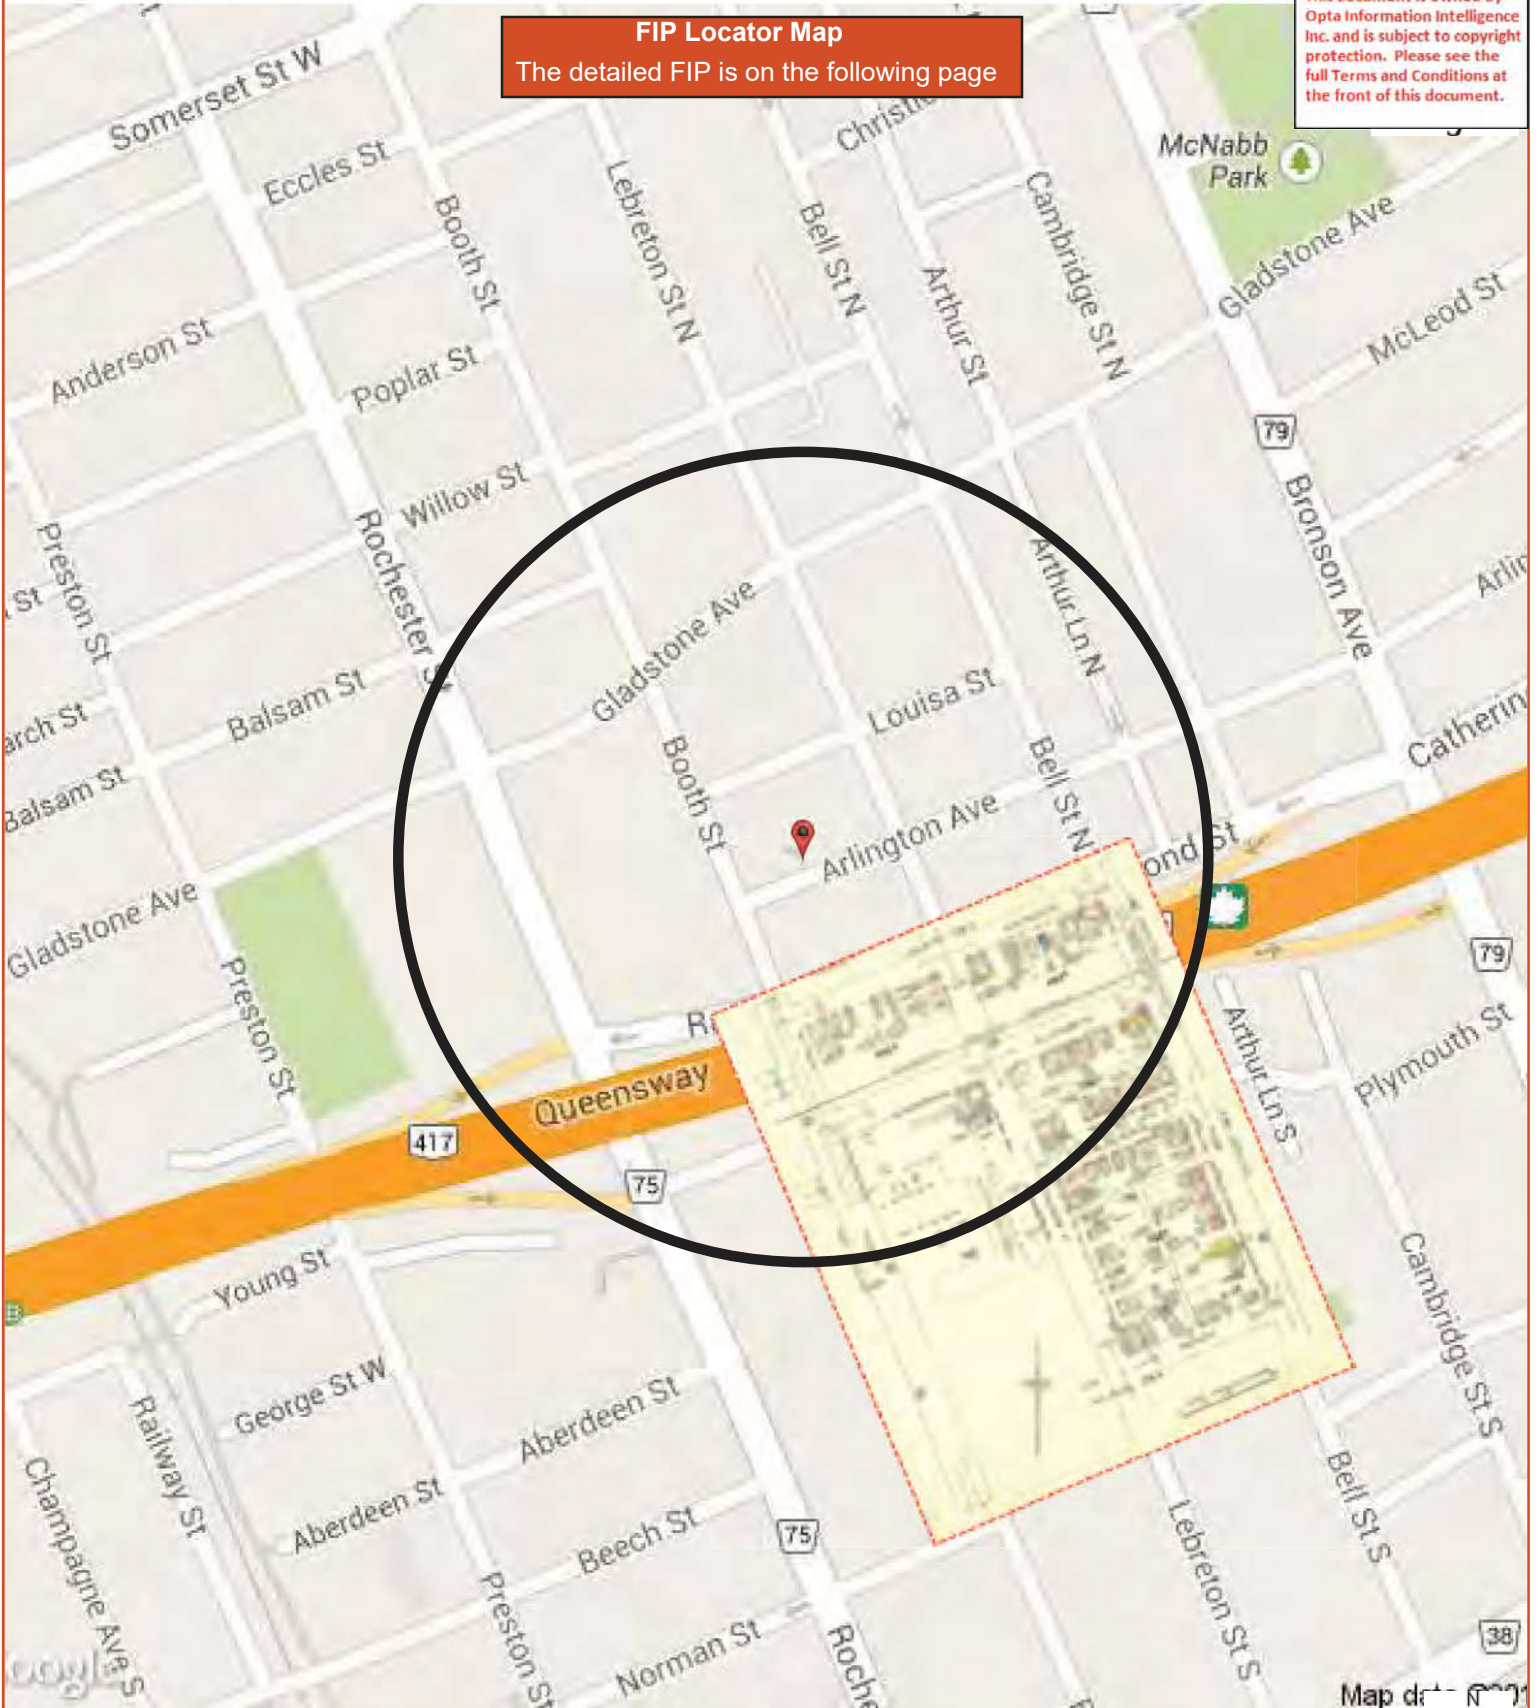 FIP Locator Map
The detailed FIP is on the following page
Opta Information Intelligence
Inc. and is subject to copyright
protection. Please see the
full Terms and Conditions at
the front of this document.
Somerset St W
Eccles St
Booth St
Lebreton St N
Bell St N
Arthur St
Cambridge St N
McNabb
Park
Gladstone Ave
McLeod St
Anderson St
Poplar St
Willow St
79
Bronson Ave
Preston St
Rochester St
Gladstone Ave
Arthur Ln N
St
Balsam St
Louisa St
Balsam St
Booth St
Bell St N
Arlington Ave
Gladstone Ave
Preston St
79
Queensway
417
75
Arthur Ln S
Plymouth St
Young St
George St W
Aberdeen St
Cambridge St S
Railway St
Champagne Ave S
Aberdeen St
Beech St
75
Bell St S
Lebreton St S
Preston St
Norman St
38
Map data